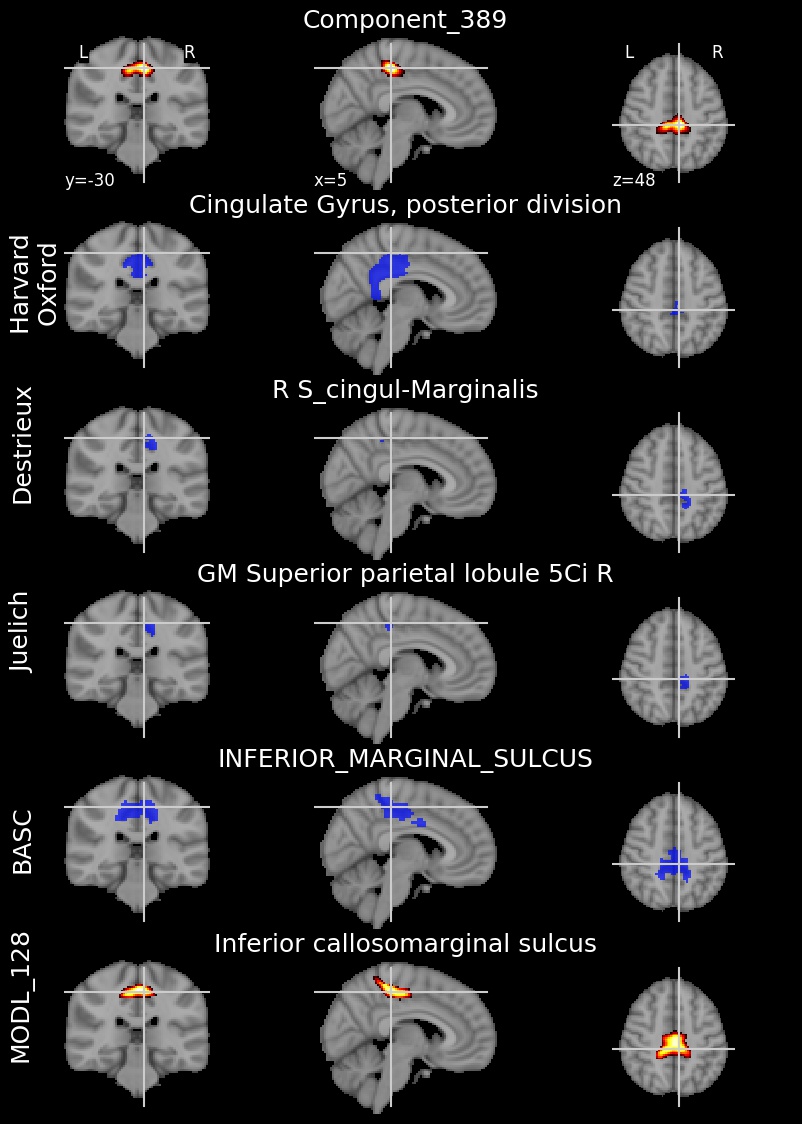 Component_389
L R
L R
y=-30
x=5
z=48
Cingulate Gyrus, posterior division
Harvard
Oxford
R S_cingul-Marginalis
Destrieux
GM Superior parietal lobule 5Ci R
Juelich
INFERIOR_MARGINAL_SULCUS
BASC
Inferior callosomarginal sulcus
MODL_128